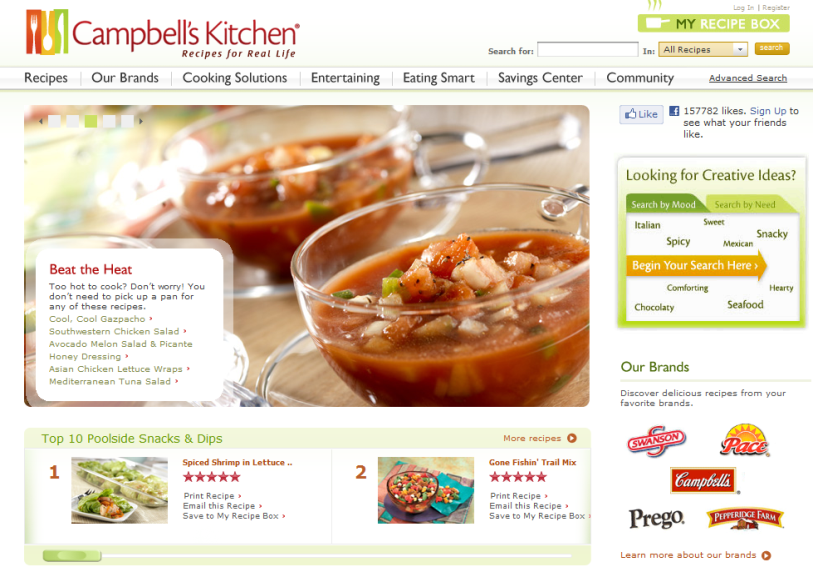 Log In | Register
Campbell's Kitchen®
Recipes for Real Life
MY RECIPE BOX
Search for: In: All Recipes search
Recipes Our Brands Cooking Solutions Entertaining Eating Smart Savings Center Community Advanced Search
Like 157782 likes. Sign Up to
see what your friends
like.
Beat the Heat
Too hot to cook? Don't worry! You
don't need to pick up a pan for
any of these recipes.
Cool, Cool Gazpacho ›
Southwestern Chicken Salad ›
Avocado Melon Salad & Picante
Honey Dressing ›
Asian Chicken Lettuce Wraps ›
Mediterranean Tuna Salad ›
Looking for Creative Ideas?
Search by Mood Search by Need
Italian
Sweet
Snacky
Spicy
Mexican
Begin Your Search Here ›
Comforting
Hearty
Chocolaty
Seafood
Our Brands
Discover delicious recipes from your
favorite brands.
SWANSON
Pace
Campbell's
Prego
PEPPERIDGE FARM
Learn more about our brands
Top 10 Poolside Snacks & Dips
More recipes
1
Spiced Shrimp in Lettuce ..
Print Recipe ›
Email this Recipe ›
Save to My Recipe Box ›
2
Gone Fishin' Trail Mix
Print Recipe ›
Email this Recipe ›
Save to My Recipe Box ›